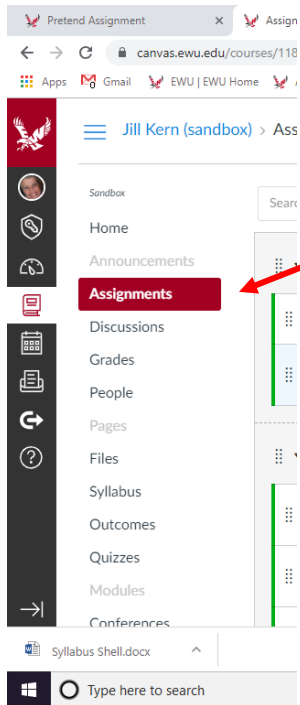 Pretend Assignment × Assign
canvas.ewu.edu/courses/118
Apps Gmail EWU | EWU Home
Jill Kern (sandbox) > Ass
Sandbox
Sear
Home
Announcements
Assignments
Discussions
Grades
People
Pages
Files
Syllabus
Outcomes
Quizzes
Modules
Conferences
Syllabus Shell.docx
Type here to search